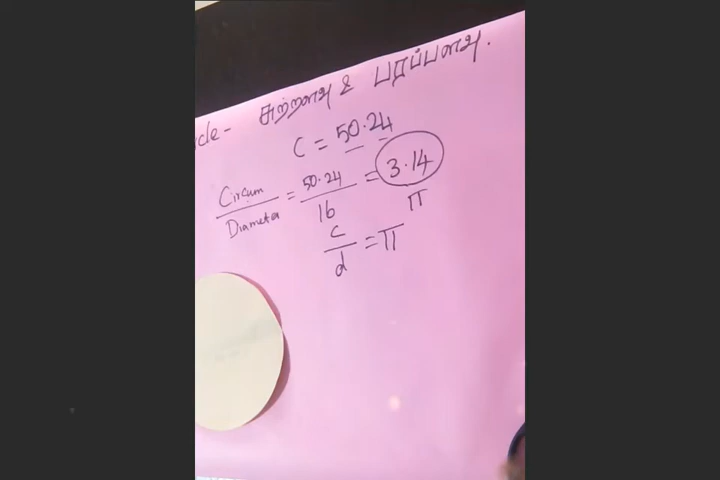 cle- சுற்றளவு & பரப்பளவு.
C = 50.24
Circum / Diameter = 50.24 / 16 = 3.14
π
c / d = π